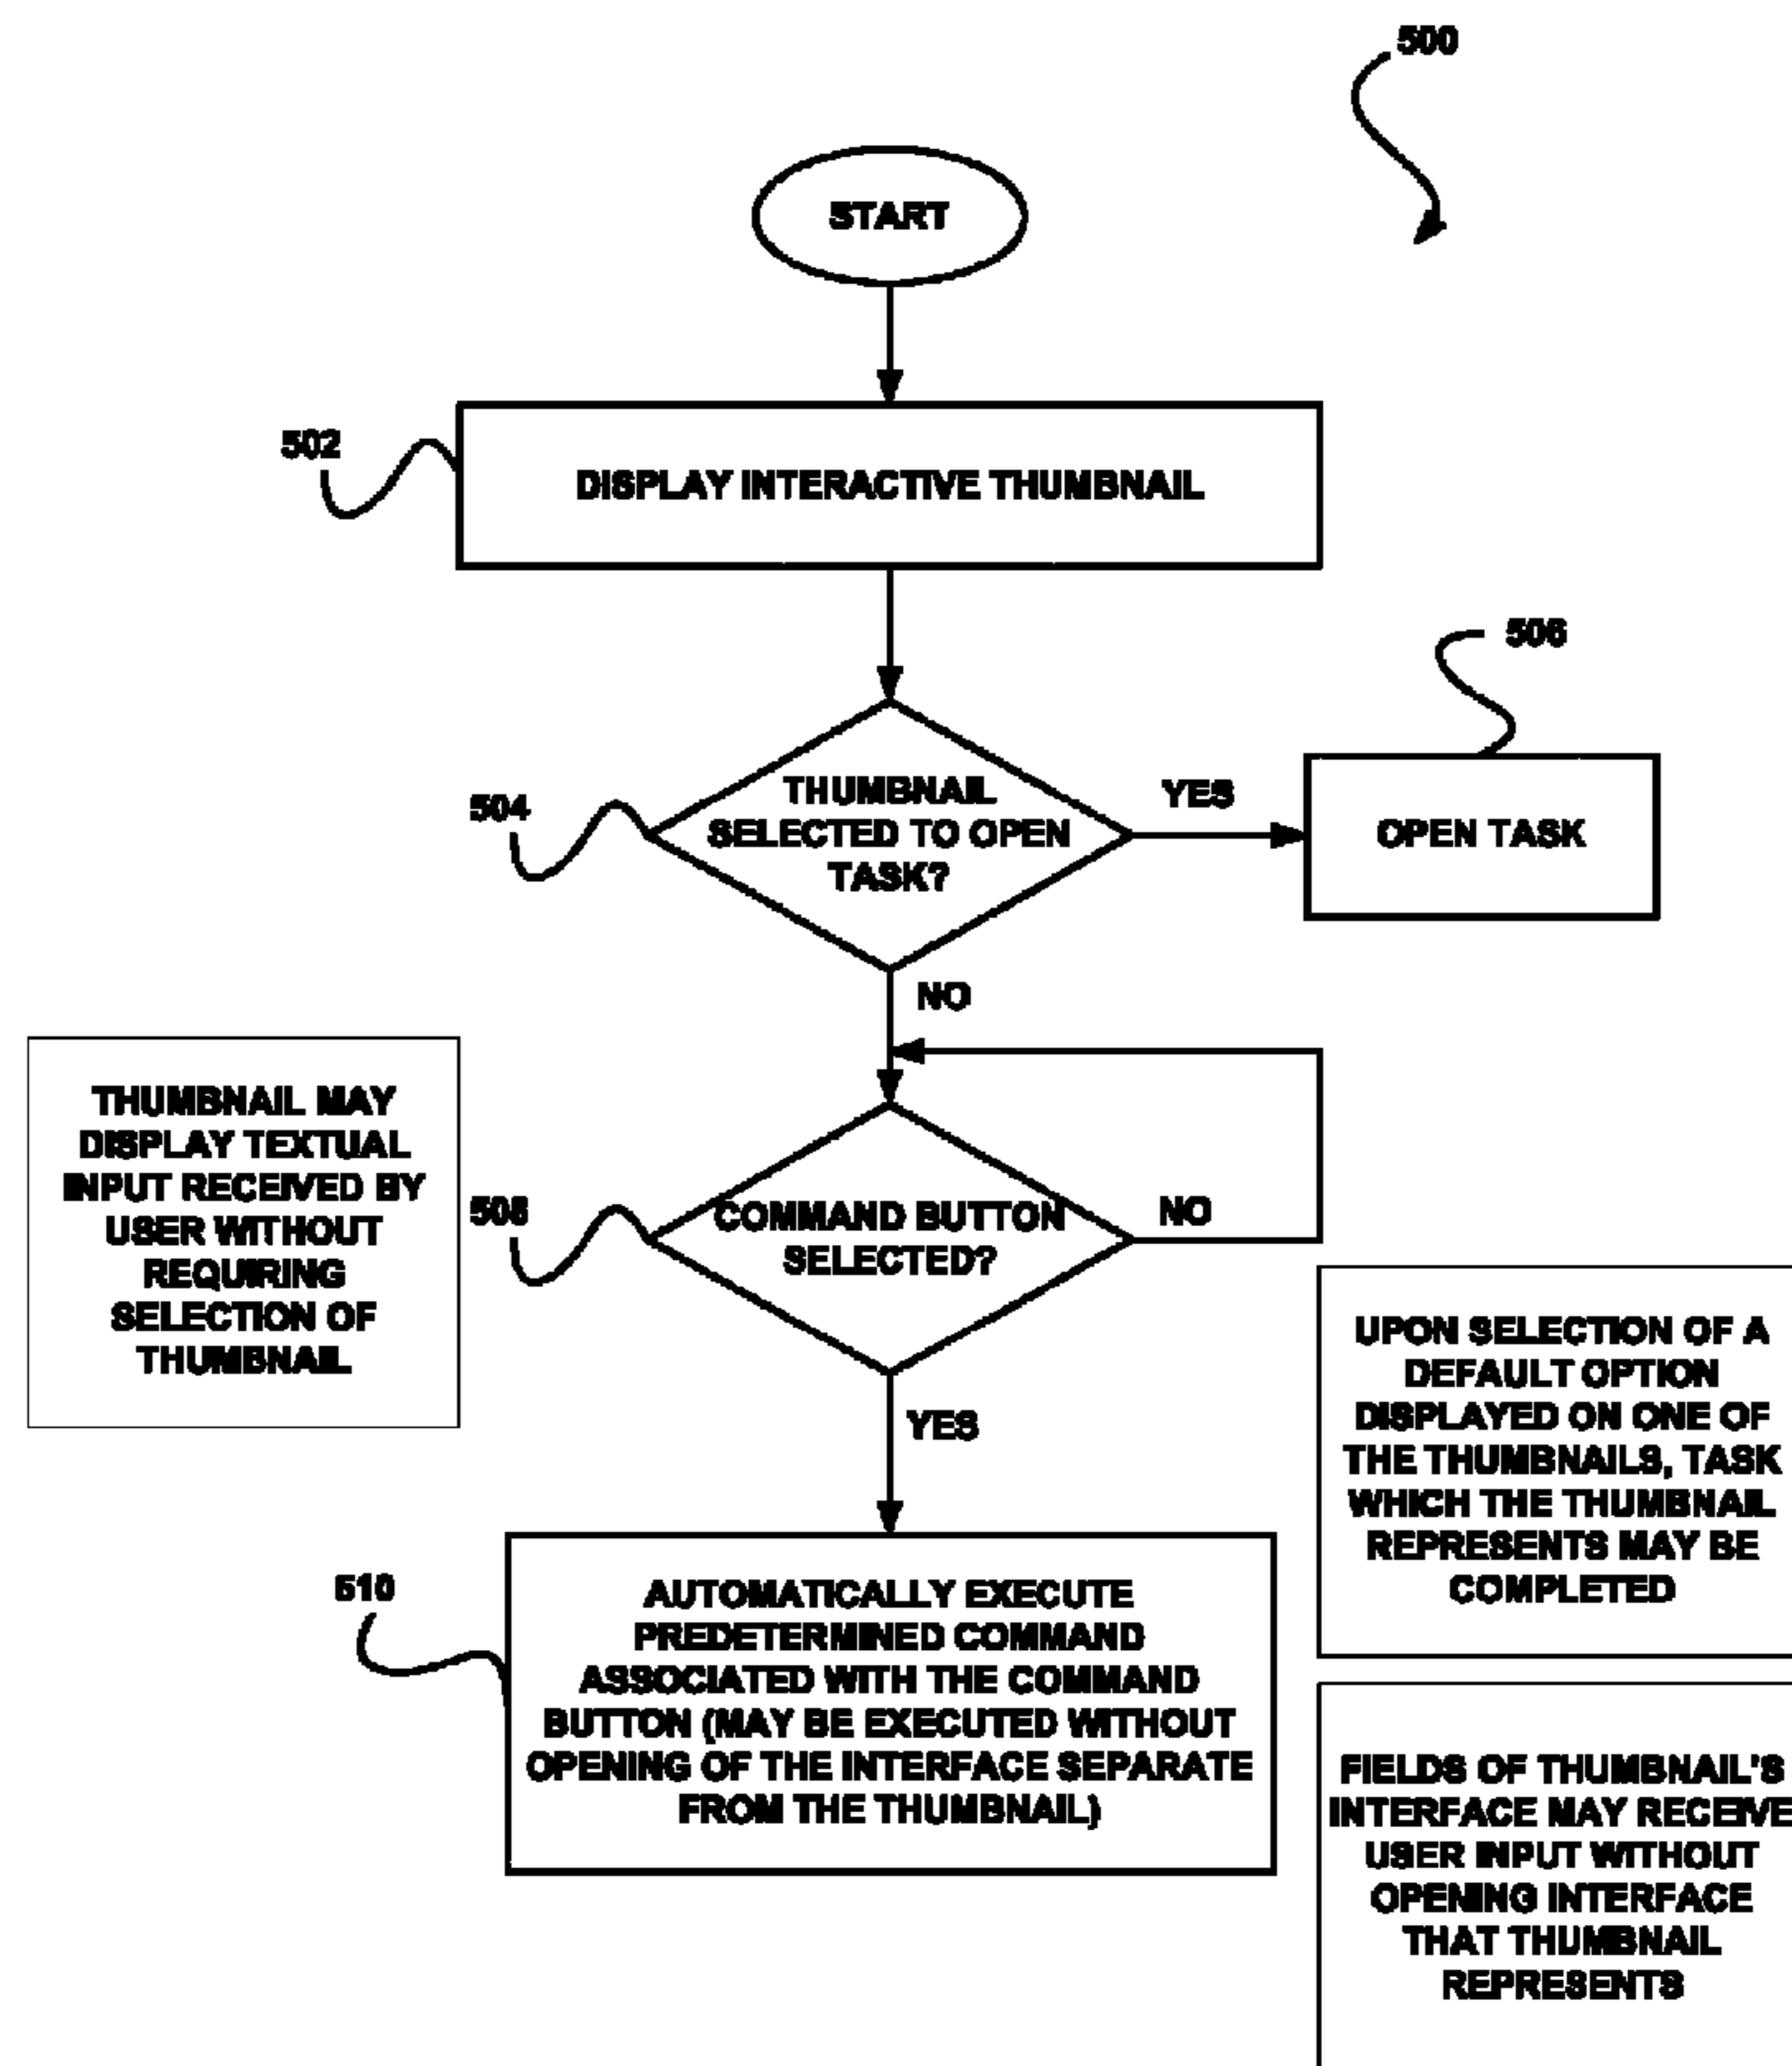 500
START
502
DISPLAY INTERACTIVE THUMBNAIL
506
504
THUMBNAIL
SELECTED TO OPEN
TASK?
YES
OPEN TASK
NO
THUMBNAIL MAY
DISPLAY TEXTUAL
INPUT RECEIVED BY
USER WITHOUT
REQUIRING
SELECTION OF
THUMBNAIL
508
COMMAND BUTTON
SELECTED?
NO
YES
UPON SELECTION OF A
DEFAULT OPTION
DISPLAYED ON ONE OF
THE THUMBNAILS, TASK
WHICH THE THUMBNAIL
REPRESENTS MAY BE
COMPLETED
510
AUTOMATICALLY EXECUTE
PREDETERMINED COMMAND
ASSOCIATED WITH THE COMMAND
BUTTON (MAY BE EXECUTED WITHOUT
OPENING OF THE INTERFACE SEPARATE
FROM THE THUMBNAIL)
FIELDS OF THUMBNAIL'S
INTERFACE MAY RECEIVE
USER INPUT WITHOUT
OPENING INTERFACE
THAT THUMBNAIL
REPRESENTS